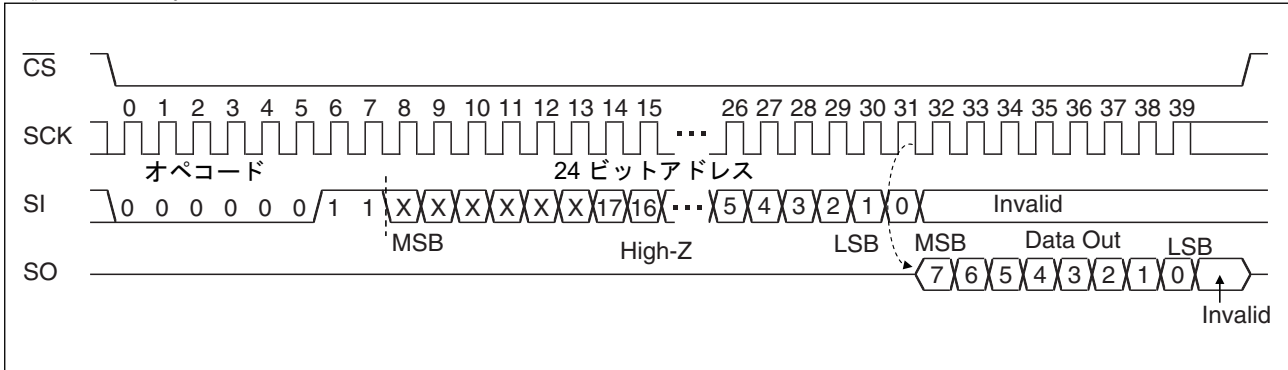 CS
0 1 2 3 4 5 6 7 8 9 10 11 12 13 14 15 26 27 28 29 30 31 32 33 34 35 36 37 38 39
SCK ...
オペコード 24 ビットアドレス
SI 0 0 0 0 0 0 1 1 X X X X X X 17 16 ... 5 4 3 2 1 0 Invalid
MSB High-Z LSB MSB Data Out LSB
SO 7 6 5 4 3 2 1 0
Invalid